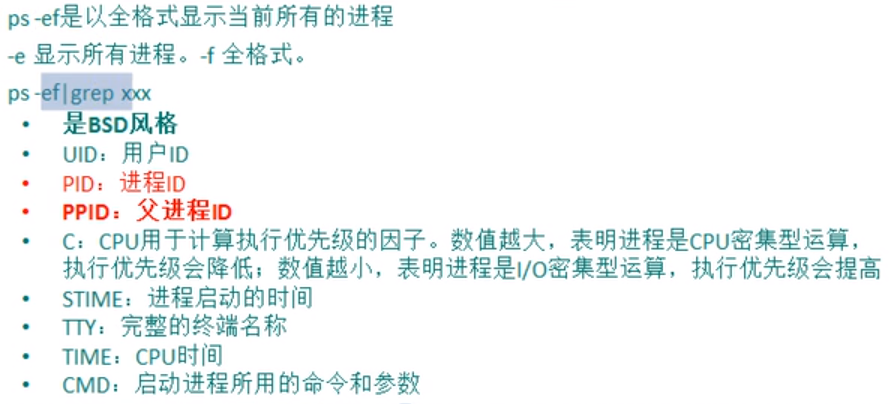 ps -ef是以全格式显示当前所有的进程
-e 显示所有进程。-f 全格式。
ps -ef|grep xxx
• 是BSD风格
• UID：用户ID
• PID：进程ID
• PPID：父进程ID
• C：CPU用于计算执行优先级的因子。数值越大，表明进程是CPU密集型运算，
执行优先级会降低；数值越小，表明进程是I/O密集型运算，执行优先级会提高
• STIME：进程启动的时间
• TTY：完整的终端名称
• TIME：CPU时间
• CMD：启动进程所用的命令和参数